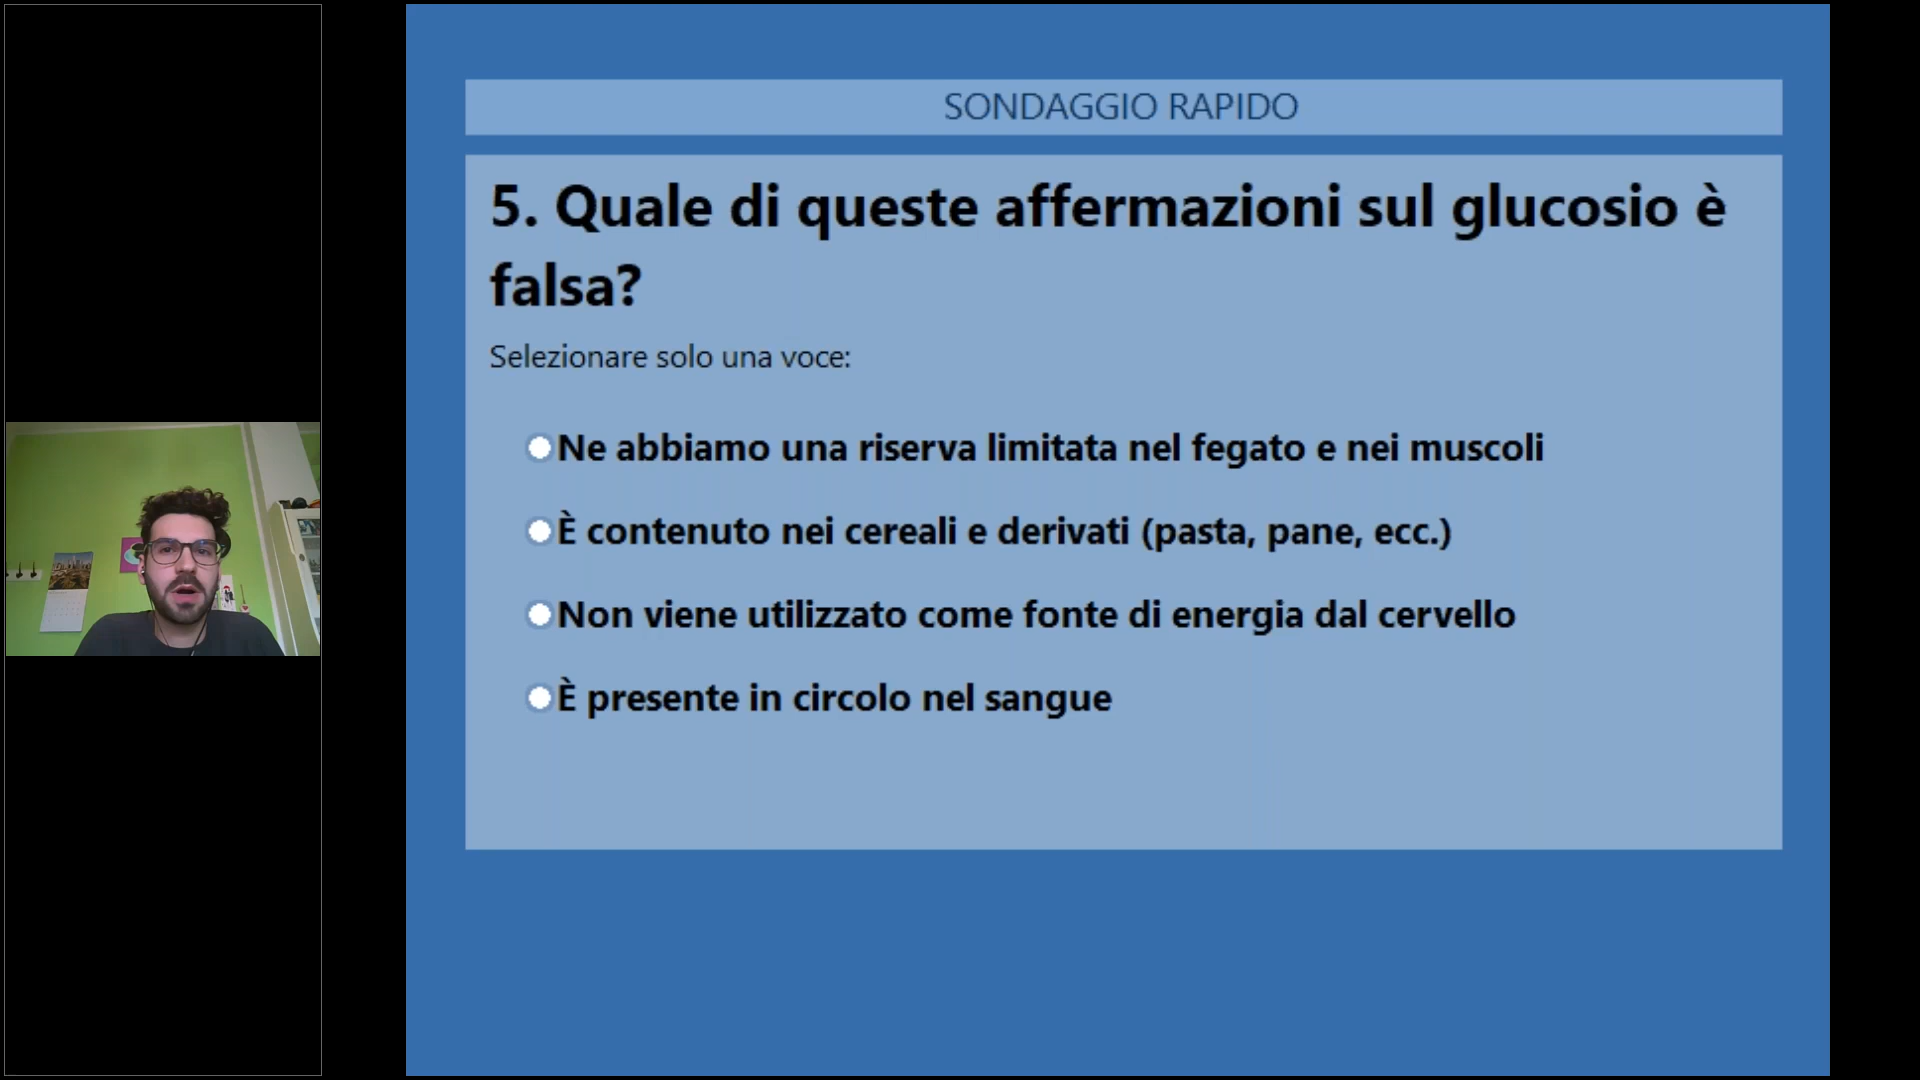 SONDAGGIO RAPIDO
5. Quale di queste affermazioni sul glucosio è
falsa?
Selezionare solo una voce:
Ne abbiamo una riserva limitata nel fegato e nei muscoli
È contenuto nei cereali e derivati (pasta, pane, ecc.)
Non viene utilizzato come fonte di energia dal cervello
È presente in circolo nel sangue